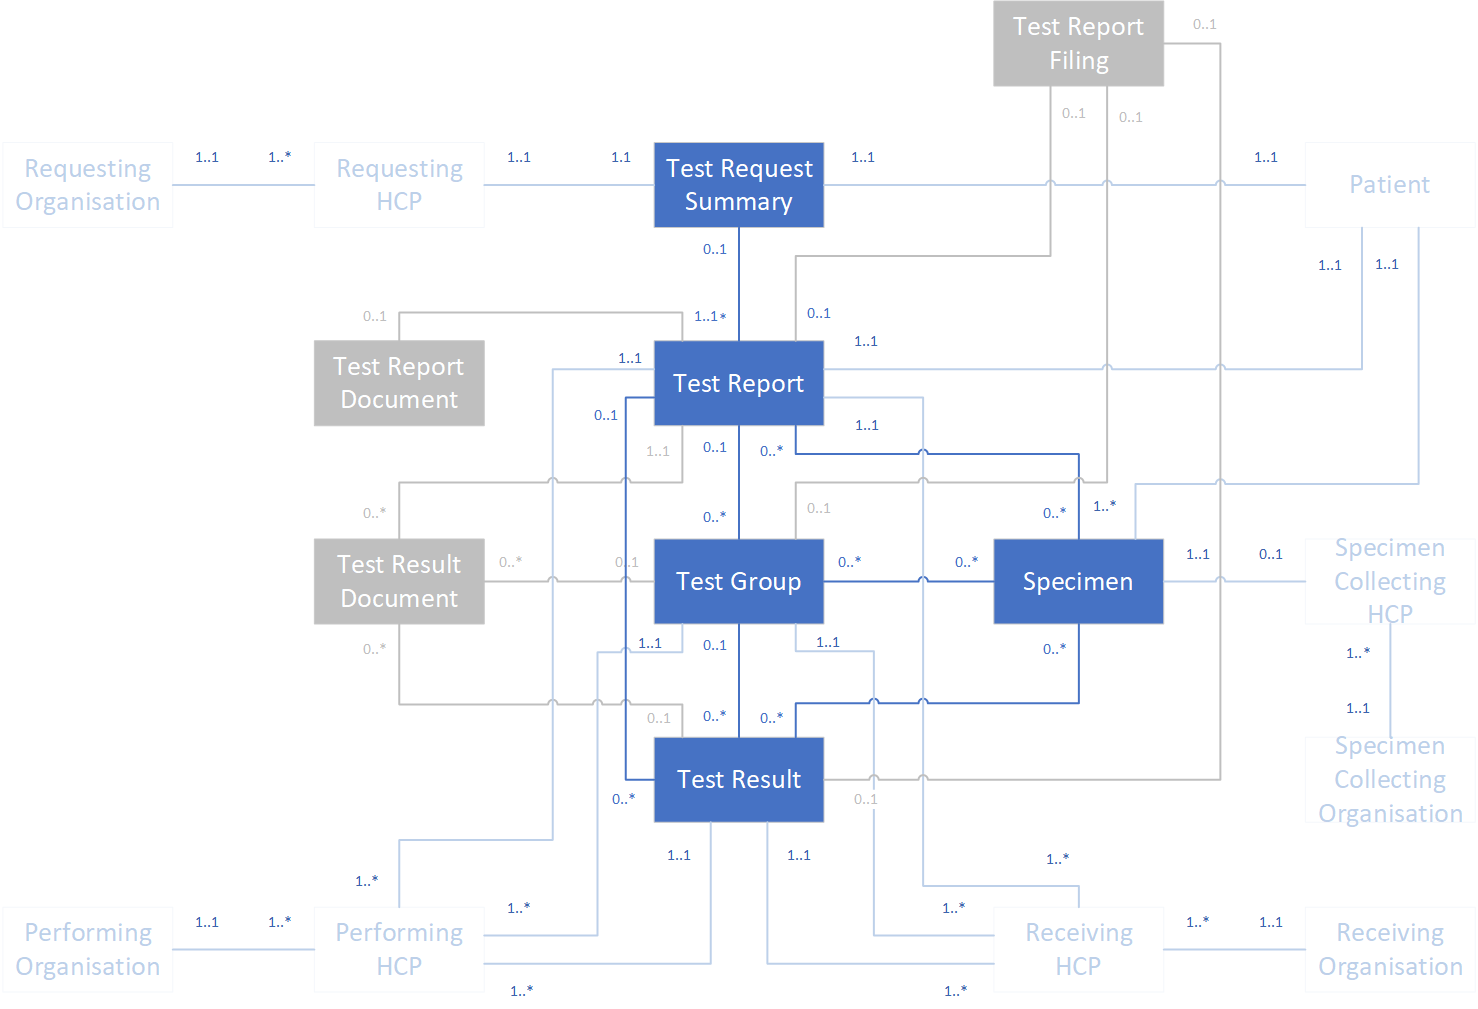 Test Report
Filing
0..1
0..1
0..1
Requesting
Organisation
1..1
1..*
Requesting
HCP
1..1
1.1
Test Request
Summary
1..1
1..1
Patient
0..1
1..1
1..1
0..1
1..1*
0..1
Test Report
Document
1..1
Test Report
1..1
0..1
1..1
0..1
0..*
1..1
0..*
0..*
0..1
0..*
1..*
Test Result
Document
0..*
0..1
Test Group
0..*
0..*
Specimen
1..1
0..1
Specimen
Collecting
HCP
0..*
1..1
0..1
1..1
0..*
1..*
0..1
0..*
0..*
1..1
Test Result
0..*
0..1
Specimen
Collecting
Organisation
1..1
1..1
1..*
1..*
Performing
Organisation
1..1
1..*
Performing
HCP
1..*
1..*
1..*
1..*
Receiving
HCP
1..*
1..1
Receiving
Organisation